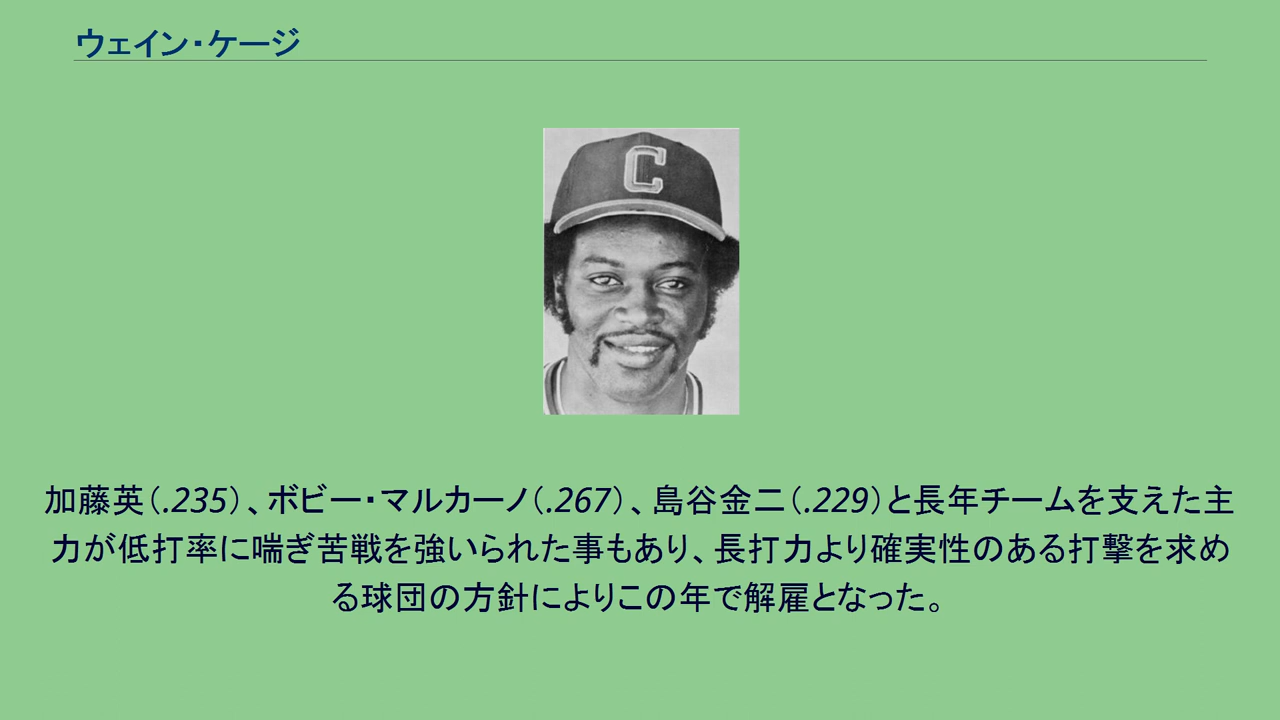 ウェイン・ケージ
C
加藤英（.235）、ボビー・マルカーノ（.267）、島谷金二（.229）と長年チームを支えた主
力が低打率に喘ぎ苦戦を強いられた事もあり、長打力より確実性のある打撃を求め
る球団の方針によりこの年で解雇となった。